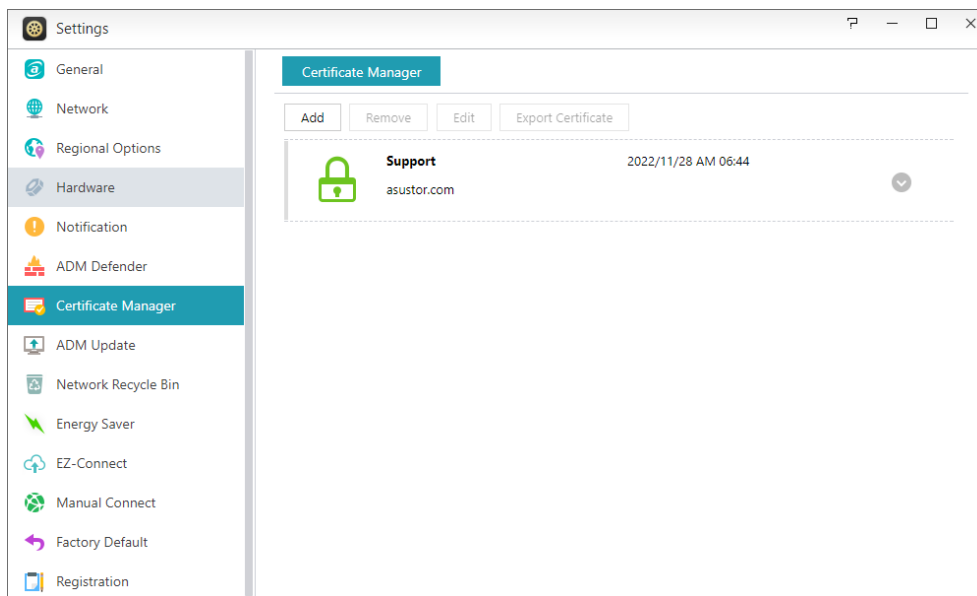 Settings
General
Network
Regional Options
Hardware
Notification
ADM Defender
Certificate Manager
ADM Update
Network Recycle Bin
Energy Saver
EZ-Connect
Manual Connect
Factory Default
Registration
Certificate Manager
Add Remove Edit Export Certificate
Support 2022/11/28 AM 06:44
asustor.com